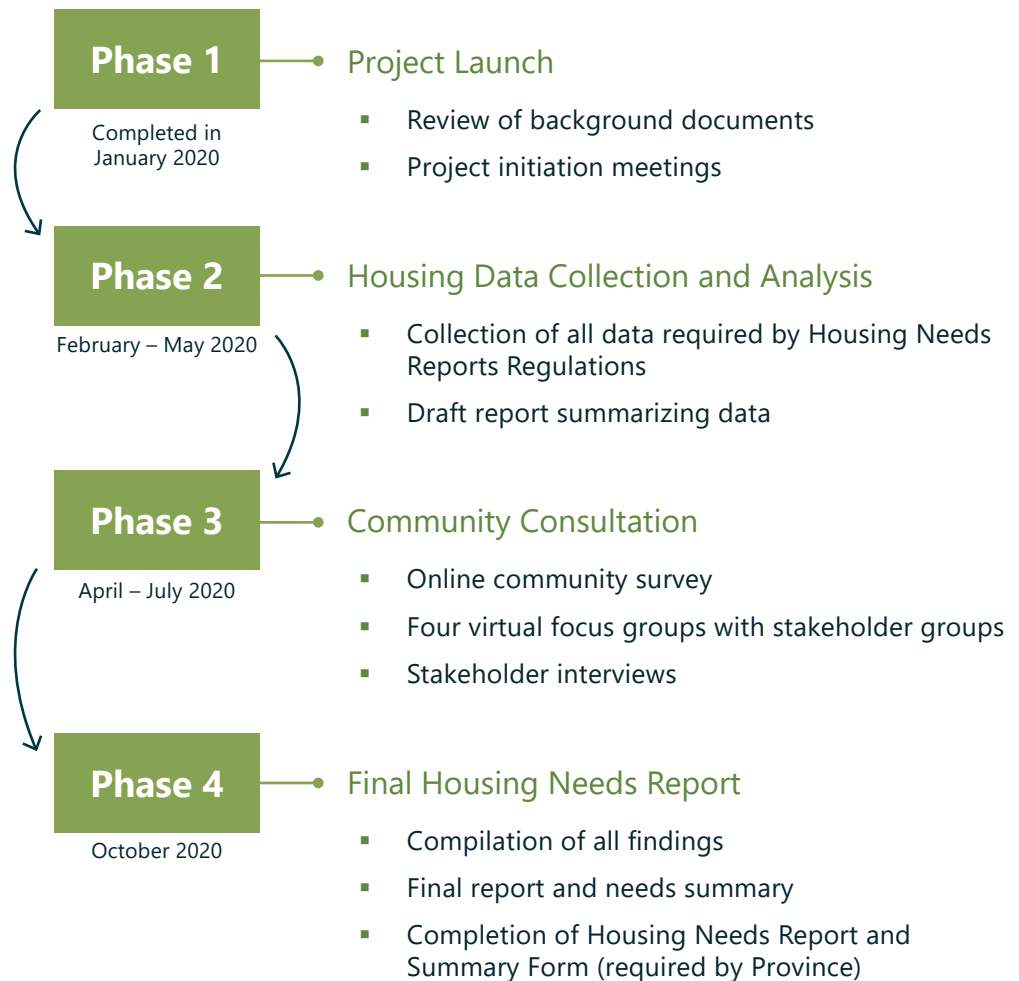 Phase 1
Project Launch
▪ Review of background documents
▪ Project initiation meetings
Completed in
January 2020
Phase 2
Housing Data Collection and Analysis
▪ Collection of all data required by Housing Needs
Reports Regulations
▪ Draft report summarizing data
February – May 2020
Phase 3
Community Consultation
▪ Online community survey
▪ Four virtual focus groups with stakeholder groups
▪ Stakeholder interviews
April – July 2020
Phase 4
Final Housing Needs Report
▪ Compilation of all findings
▪ Final report and needs summary
▪ Completion of Housing Needs Report and
Summary Form (required by Province)
October 2020